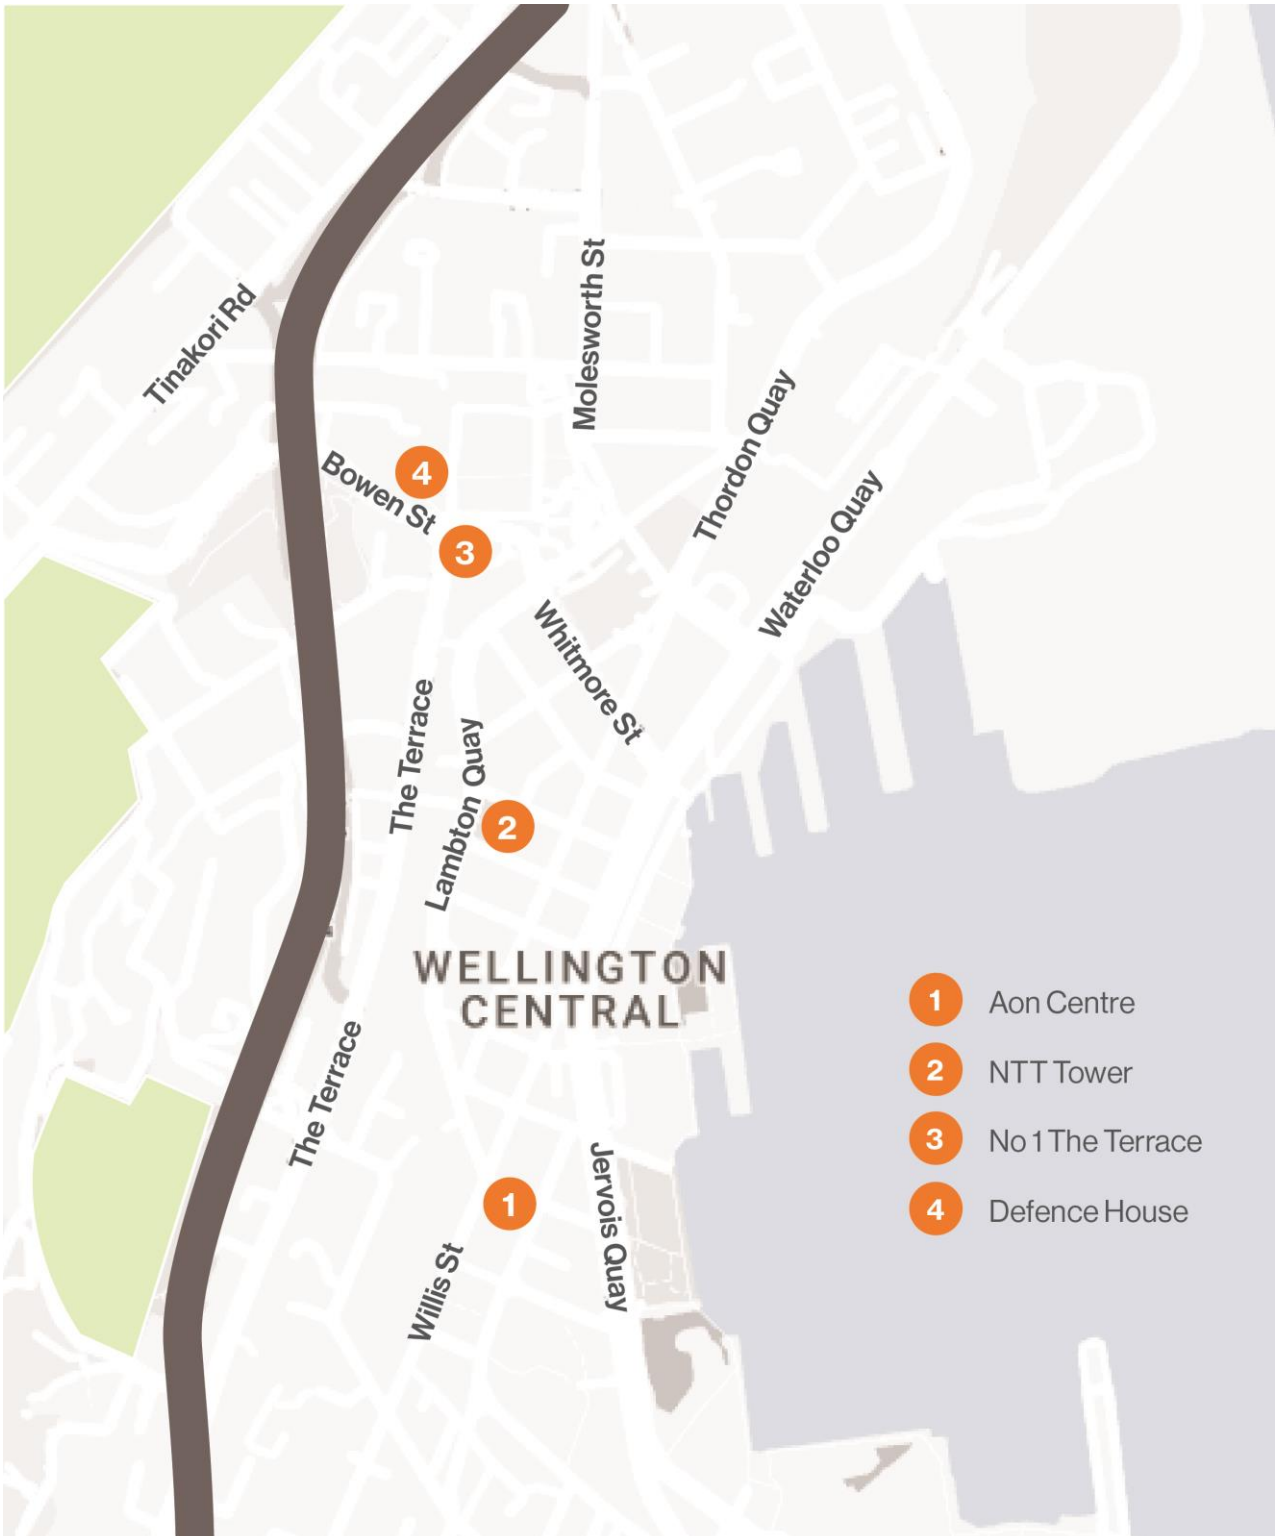 Molesworth St
Tinakori Rd
Thordon Quay
Bowen St
4
3
Waterloo Quay
Whitmore St
The Terrace
Lambton Quay
2
WELLINGTON
CENTRAL
The Terrace
1
Jervois Quay
Willis St
1 Aon Centre
2 NTT Tower
3 No 1 The Terrace
4 Defence House